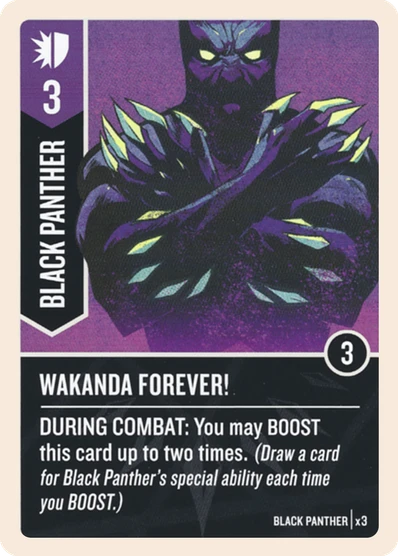 3
BLACK PANTHER
3
WAKANDA FOREVER!
DURING COMBAT: You may BOOST
this card up to two times. (Draw a card
for Black Panther's special ability each time
you BOOST.)
BLACK PANTHER | x3